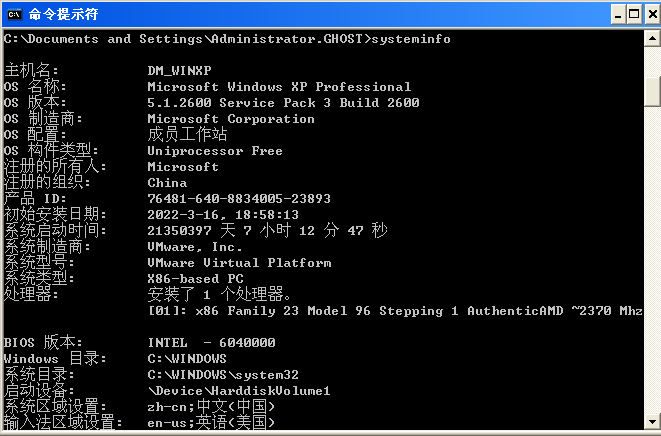 命令提示符
C:\Documents and Settings\Administrator.GHOST>systeminfo
主机名: DM_WINXP
OS 名称: Microsoft Windows XP Professional
OS 版本: 5.1.2600 Service Pack 3 Build 2600
OS 制造商: Microsoft Corporation
OS 配置: 成员工作站
OS 构件类型: Uniprocessor Free
注册的所有人: Microsoft
注册的组织: China
产品 ID: 76481-640-8834005-23893
初始安装日期: 2022-3-16, 18:58:13
系统启动时间: 21350397 天 7 小时 12 分 47 秒
系统制造商: VMware, Inc.
系统型号: VMware Virtual Platform
系统类型: X86-based PC
处理器: 安装了 1 个处理器。
[01]: x86 Family 23 Model 96 Stepping 1 AuthenticAMD ~2370 Mhz
BIOS 版本: INTEL - 6040000
Windows 目录: C:\WINDOWS
系统目录: C:\WINDOWS\system32
启动设备: \Device\HarddiskVolume1
系统区域设置: zh-cn;中文(中国)
输入法区域设置: en-us;英语(美国)